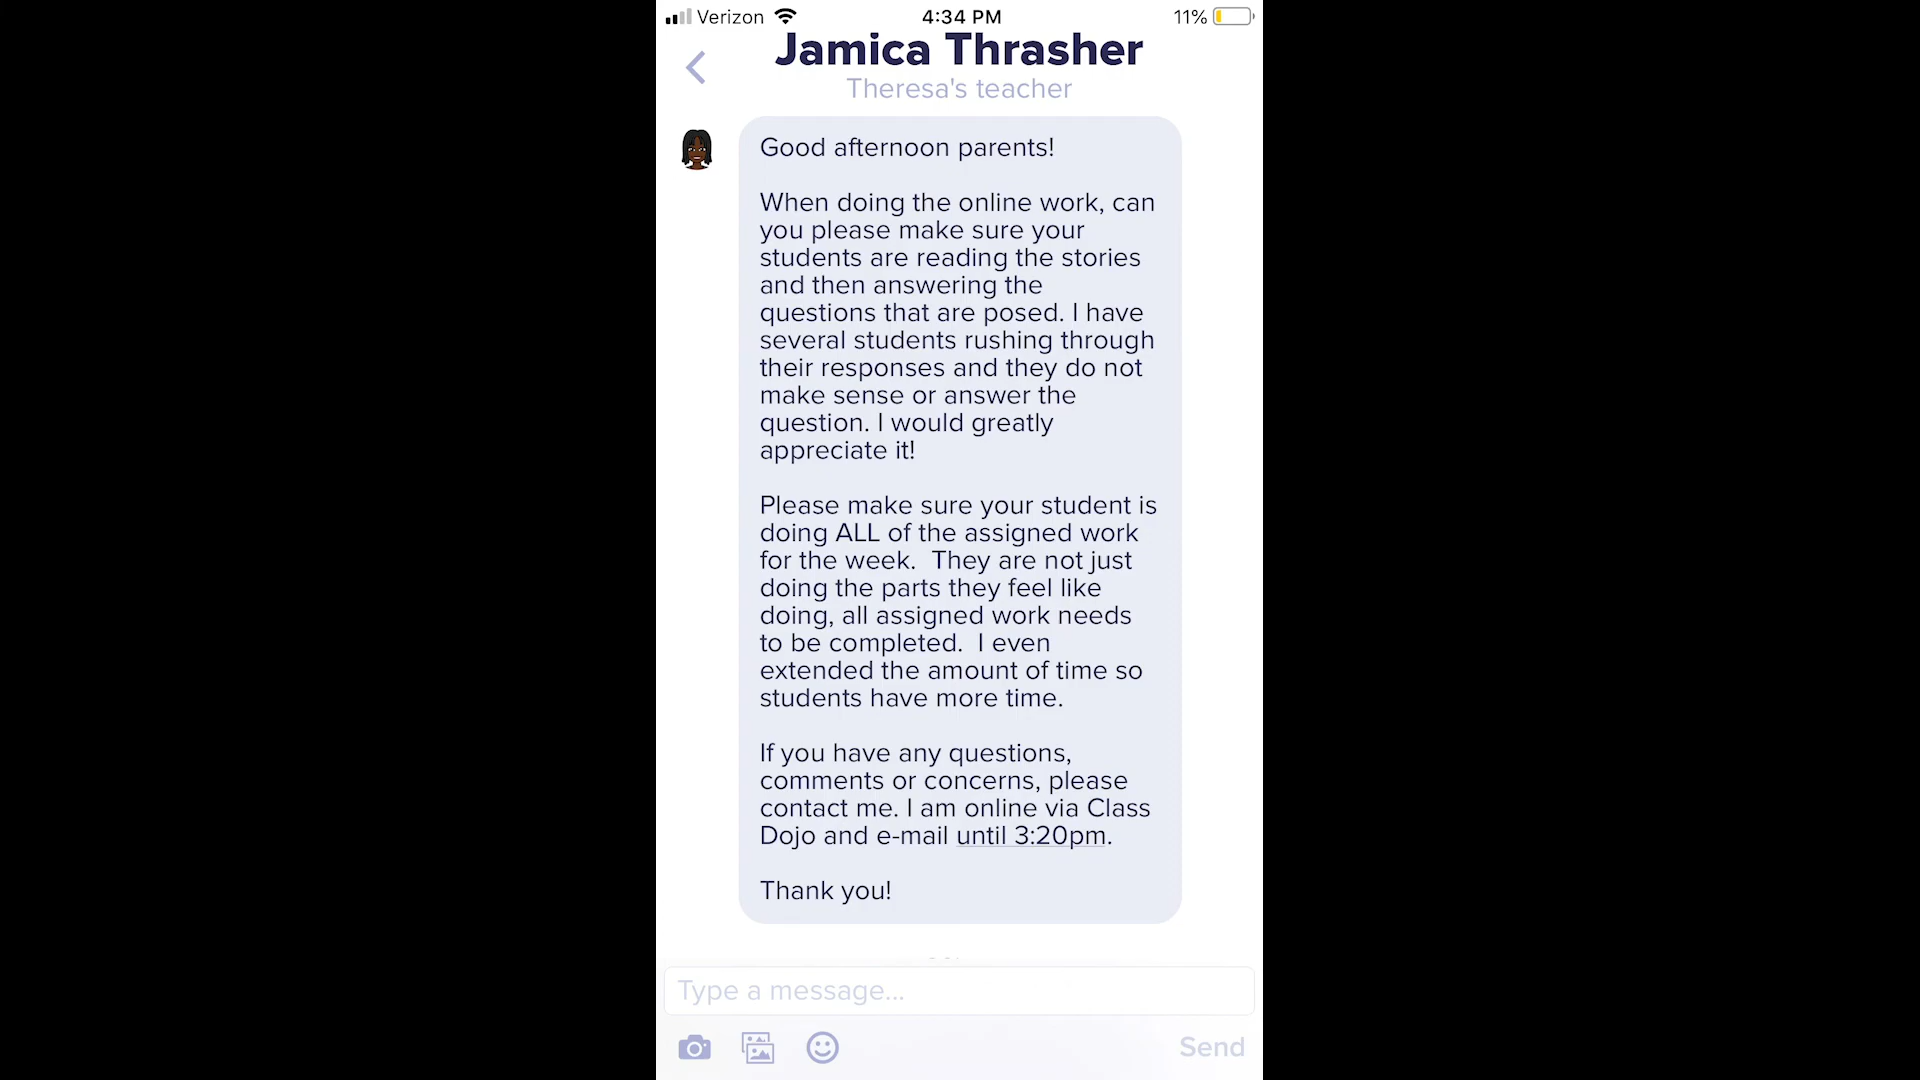 Verizon 4:34 PM 11%
Jamica Thrasher
Theresa's teacher
Good afternoon parents!
When doing the online work, can
you please make sure your
students are reading the stories
and then answering the
questions that are posed. I have
several students rushing through
their responses and they do not
make sense or answer the
question. I would greatly
appreciate it!
Please make sure your student is
doing ALL of the assigned work
for the week.  They are not just
doing the parts they feel like
doing, all assigned work needs
to be completed.  I even
extended the amount of time so
students have more time.
If you have any questions,
comments or concerns, please
contact me. I am online via Class
Dojo and e-mail until 3:20pm.
Thank you!
Type a message...
Send